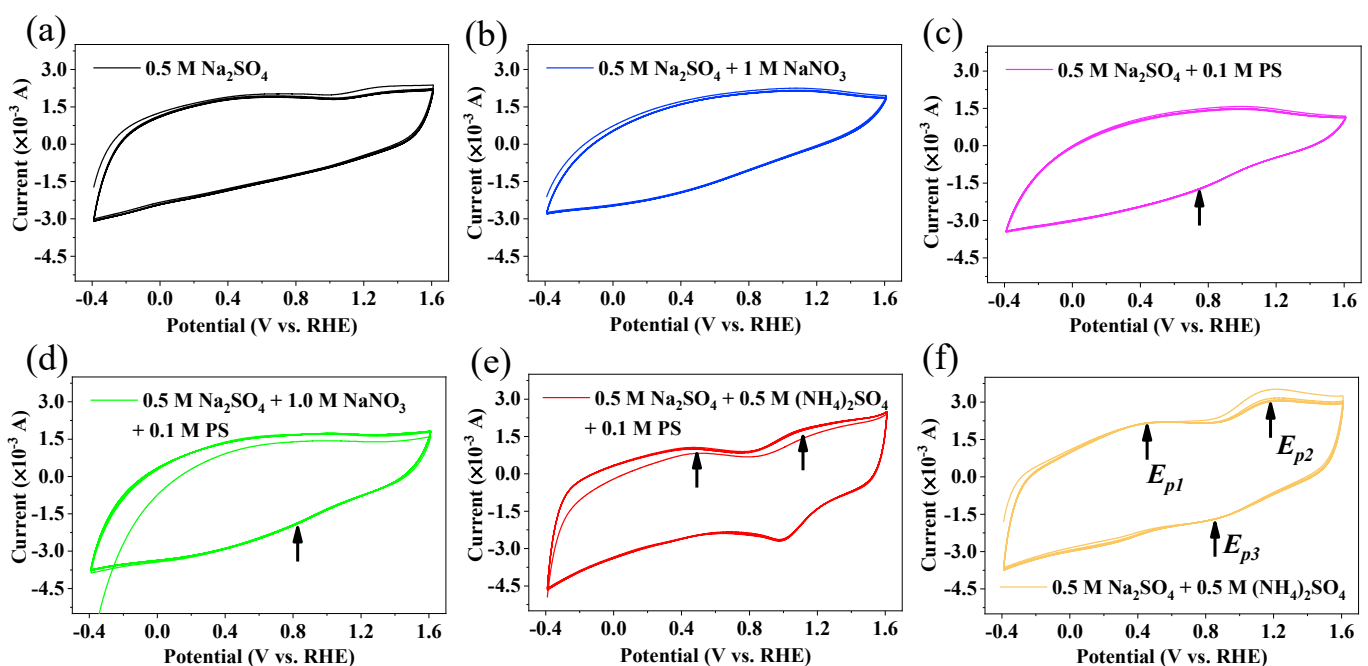 (a)
0.5 M Na₂SO₄
3.0
1.5
0.0
-1.5
-3.0
-4.5
Current (×10⁻³ A)
-0.4 0.0 0.4 0.8 1.2 1.6
Potential (V vs. RHE)
(b)
0.5 M Na₂SO₄ + 1 M NaNO₃
3.0
1.5
0.0
-1.5
-3.0
-4.5
Current (×10⁻³ A)
-0.4 0.0 0.4 0.8 1.2 1.6
Potential (V vs. RHE)
(c)
0.5 M Na₂SO₄ + 0.1 M PS
3.0
1.5
0.0
-1.5
-3.0
-4.5
Current (×10⁻³ A)
-0.4 0.0 0.4 0.8 1.2 1.6
Potential (V vs. RHE)
(d)
0.5 M Na₂SO₄ + 1.0 M NaNO₃
+ 0.1 M PS
3.0
1.5
0.0
-1.5
-3.0
-4.5
Current (×10⁻³ A)
-0.4 0.0 0.4 0.8 1.2 1.6
Potential (V vs. RHE)
(e)
0.5 M Na₂SO₄ + 0.5 M (NH₄)₂SO₄
+ 0.1 M PS
3.0
1.5
0.0
-1.5
-3.0
-4.5
Current (×10⁻³ A)
-0.4 0.0 0.4 0.8 1.2 1.6
Potential (V vs. RHE)
(f)
3.0
1.5
0.0
-1.5
-3.0
-4.5
Current (×10⁻³ A)
Ep1
Ep2
Ep3
0.5 M Na₂SO₄ + 0.5 M (NH₄)₂SO₄
-0.4 0.0 0.4 0.8 1.2 1.6
Potential (V vs. RHE)